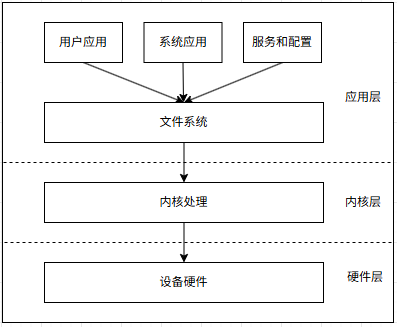 用户应用
系统应用
服务和配置
应用层
文件系统
内核处理
内核层
设备硬件
硬件层